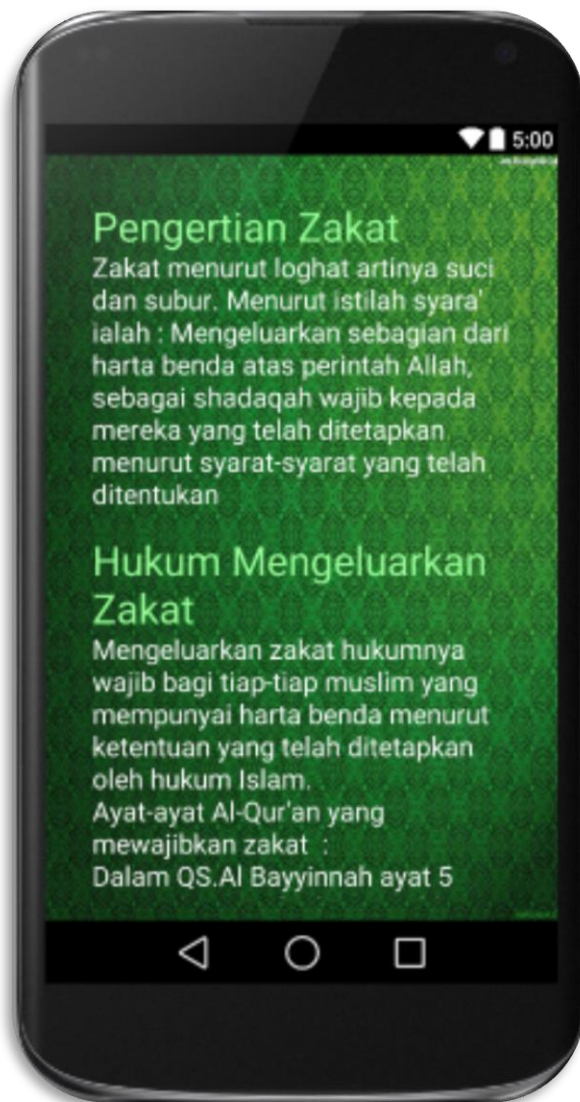 5:00
Pengertian Zakat
Zakat menurut loghat artinya suci
dan subur. Menurut istilah syara'
ialah : Mengeluarkan sebagian dari
harta benda atas perintah Allah,
sebagai shadaqah wajib kepada
mereka yang telah ditetapkan
menurut syarat-syarat yang telah
ditentukan
Hukum Mengeluarkan
Zakat
Mengeluarkan zakat hukumnya
wajib bagi tiap-tiap muslim yang
mempunyai harta benda menurut
ketentuan yang telah ditetapkan
oleh hukum Islam.
Ayat-ayat Al-Qur'an yang
mewajibkan zakat  :
Dalam QS.Al Bayyinnah ayat 5